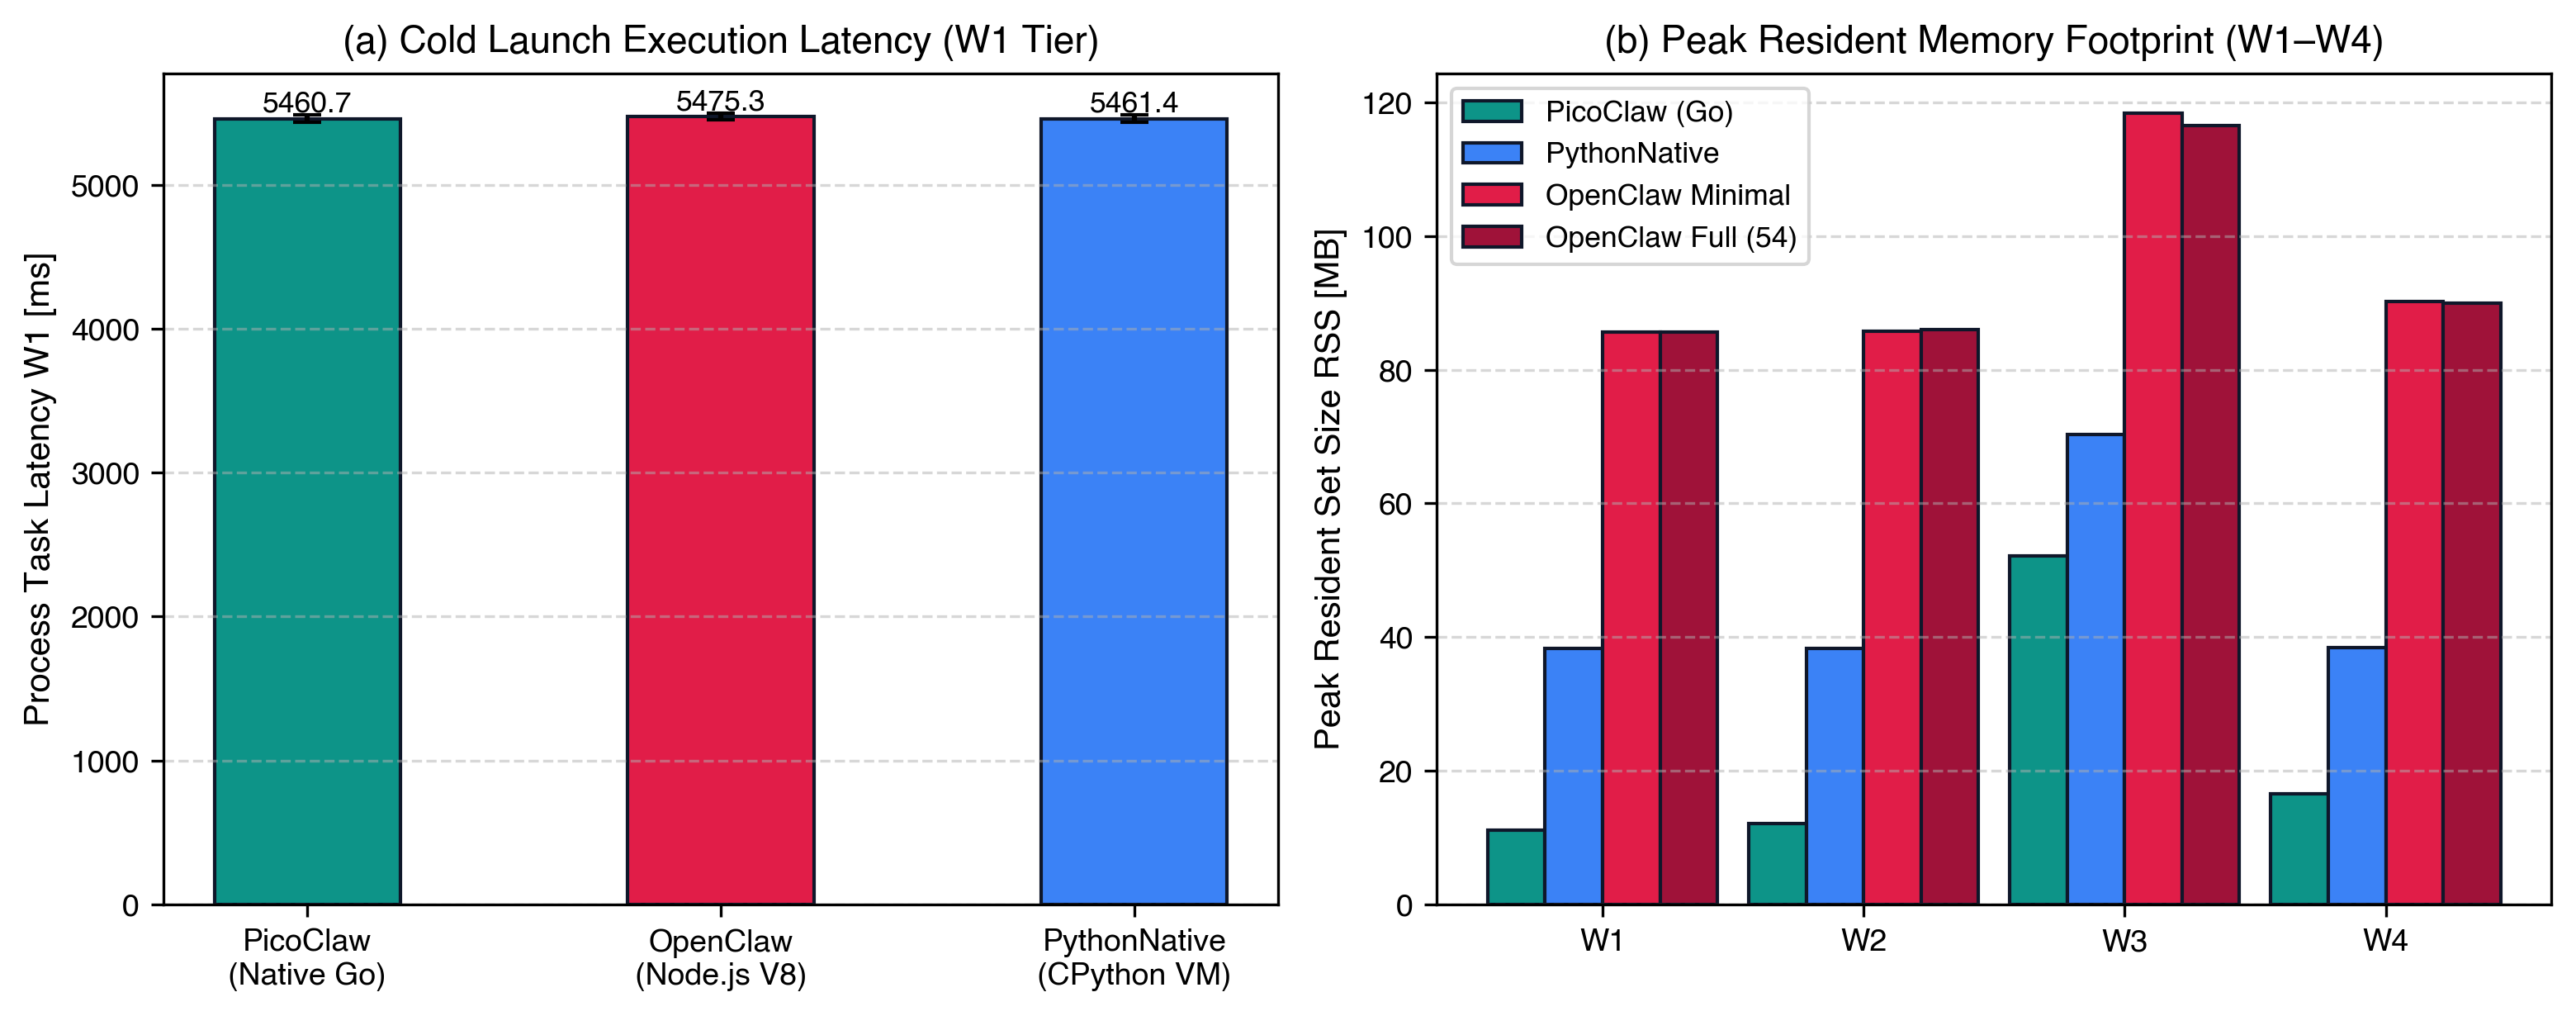 (a) Cold Launch Execution Latency (W1 Tier)
Process Task Latency W1 [ms]
5000
4000
3000
2000
1000
0
5460.7
5475.3
5461.4
PicoClaw
(Native Go)
OpenClaw
(Node.js V8)
PythonNative
(CPython VM)
(b) Peak Resident Memory Footprint (W1–W4)
Peak Resident Set Size RSS [MB]
120
100
80
60
40
20
0
PicoClaw (Go)
PythonNative
OpenClaw Minimal
OpenClaw Full (54)
W1
W2
W3
W4